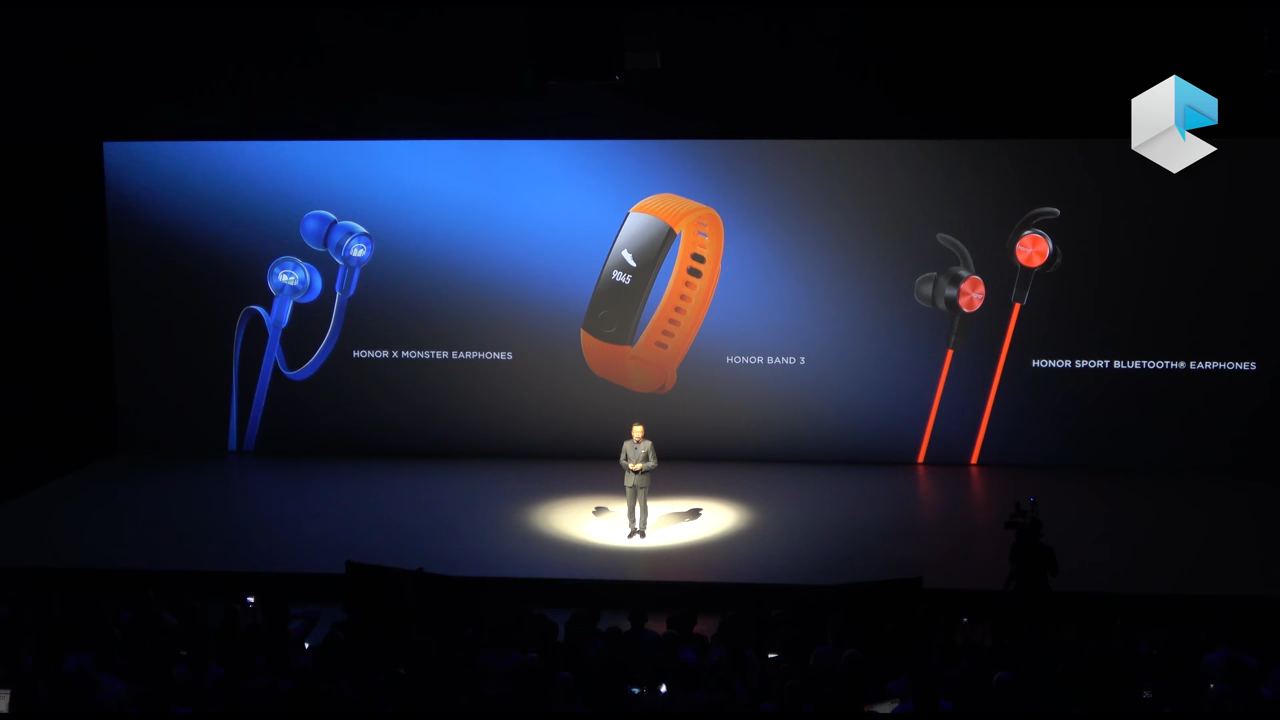 9045
HONOR X MONSTER EARPHONES
HONOR BAND 3
HONOR SPORT BLUETOOTH® EARPHONES